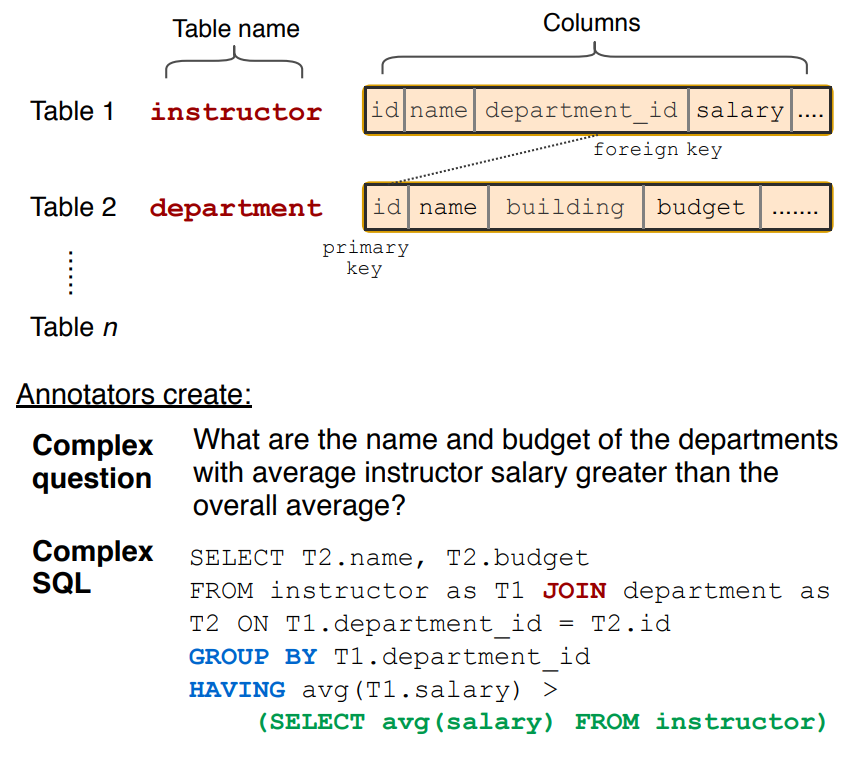 Table name
Columns
Table 1 instructor id name department_id salary ....
foreign key
Table 2 department id name building budget .......
primary
key
Table n
Annotators create:
Complex
question
What are the name and budget of the departments
with average instructor salary greater than the
overall average?
Complex
SQL
SELECT T2.name, T2.budget
FROM instructor as T1 JOIN department as
T2 ON T1.department_id = T2.id
GROUP BY T1.department_id
HAVING avg(T1.salary) >
(SELECT avg(salary) FROM instructor)